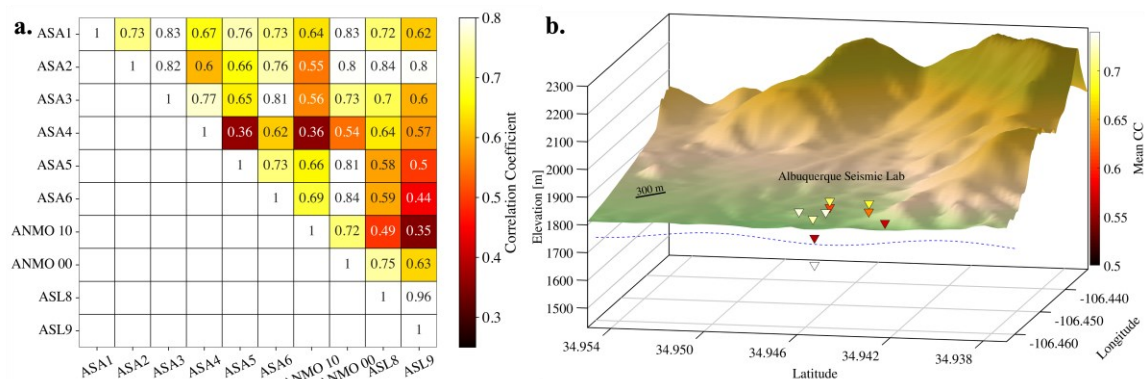 a.
ASA1 1 0.73 0.83 0.67 0.76 0.73 0.64 0.83 0.72 0.62
ASA2 1 0.82 0.6 0.66 0.76 0.55 0.8 0.84 0.8
ASA3 1 0.77 0.65 0.81 0.56 0.73 0.7 0.6
ASA4 1 0.36 0.62 0.36 0.54 0.64 0.57
ASA5 1 0.73 0.66 0.81 0.58 0.5
ASA6 1 0.69 0.84 0.59 0.44
ANMO 10 1 0.72 0.49 0.35
ANMO 00 1 0.75 0.63
ASL8 1 0.96
ASL9 1
ASA1 ASA2 ASA3 ASA4 ASA5 ASA6 ANMO 10 ANMO 00 ASL8 ASL9
0.8
0.7
0.6
0.5
0.4
0.3
Correlation Coefficient
b.
2300
2200
2100
2000
1900
1800
1700
1600
1500
Elevation [m]
300 m
Albuquerque Seismic Lab
34.954 34.950 34.946 34.942 34.938
Latitude
-106.440
-106.450
-106.460
Longitude
0.7
0.65
0.6
0.55
0.5
Mean CC